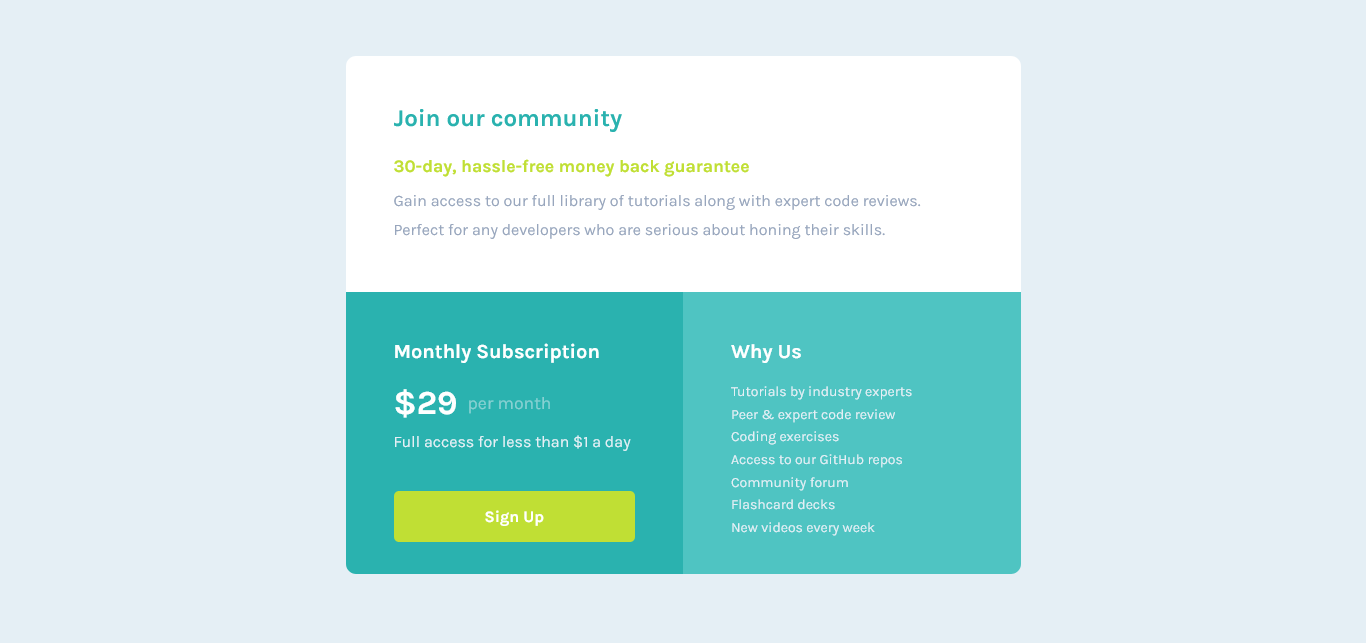 Join our community
30-day, hassle-free money back guarantee
Gain access to our full library of tutorials along with expert code reviews.
Perfect for any developers who are serious about honing their skills.
Monthly Subscription
$29 per month
Full access for less than $1 a day
Sign Up
Why Us
Tutorials by industry experts
Peer & expert code review
Coding exercises
Access to our GitHub repos
Community forum
Flashcard decks
New videos every week